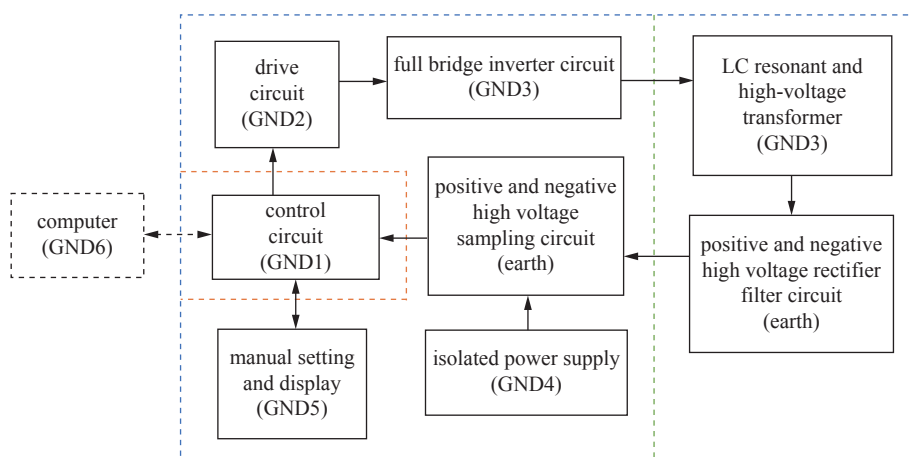 drive
circuit
(GND2)
full bridge inverter circuit
(GND3)
LC resonant and
high-voltage
transformer
(GND3)
computer
(GND6)
control
circuit
(GND1)
positive and negative
high voltage
sampling circuit
(earth)
positive and negative
high voltage rectifier
filter circuit
(earth)
manual setting
and display
(GND5)
isolated power supply
(GND4)